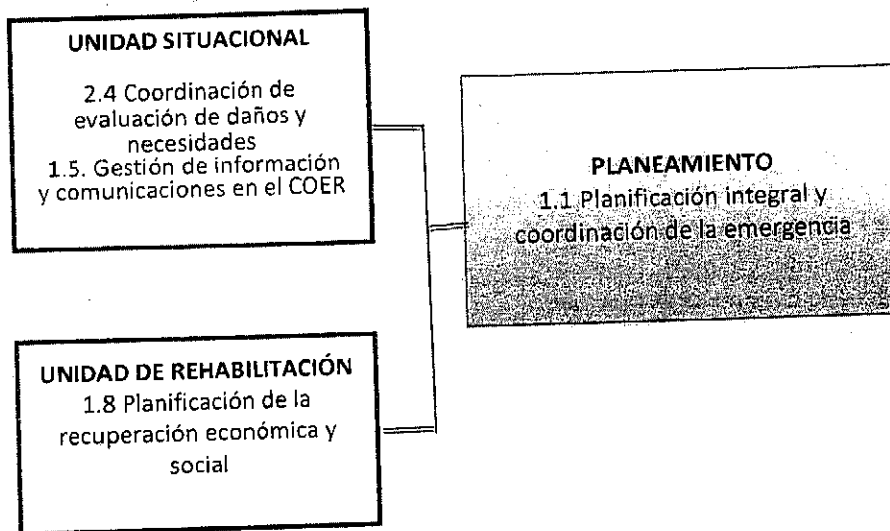 UNIDAD SITUACIONAL
2.4 Coordinación de
evaluación de daños y
necesidades
1.5. Gestión de información
y comunicaciones en el COER
PLANEAMIENTO
1.1 Planificación integral y
coordinación de la emergencia
UNIDAD DE REHABILITACIÓN
1.8 Planificación de la
recuperación económica y
social